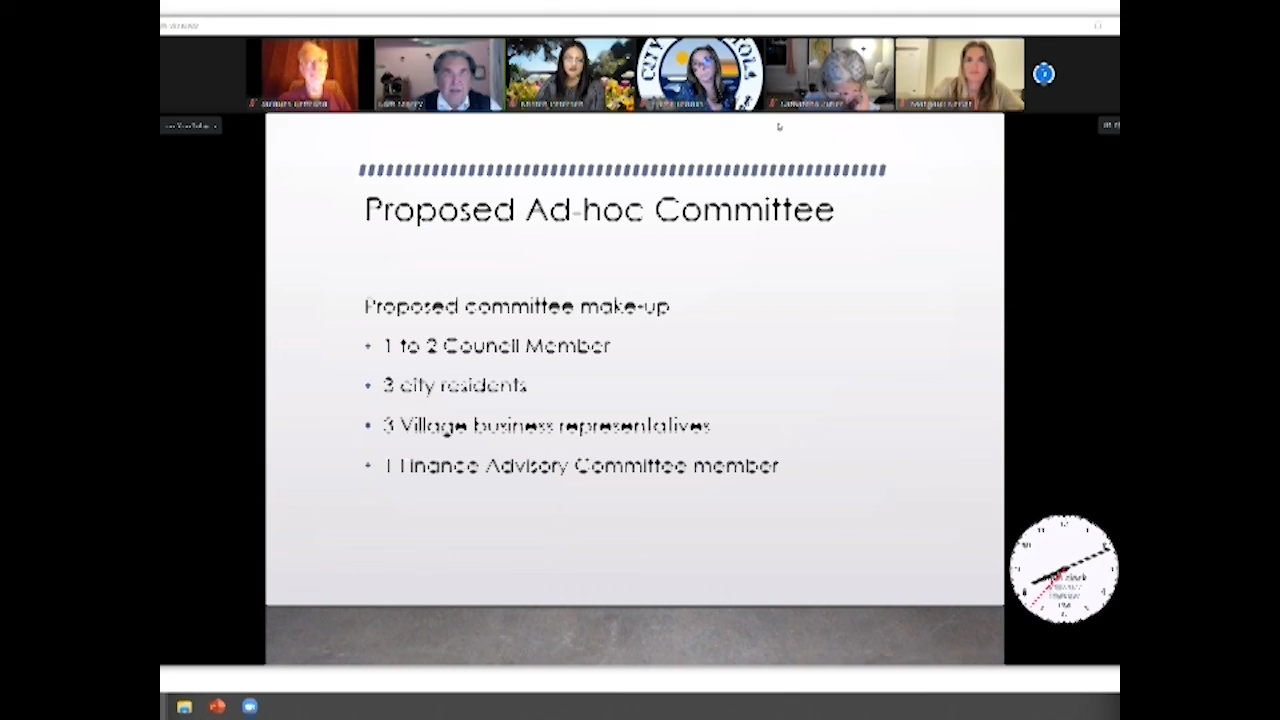 Proposed Ad-hoc Committee
Proposed committee make-up
1 to 2 Council Member
3 city residents
3 Village business representatives
1 Finance Advisory Committee member